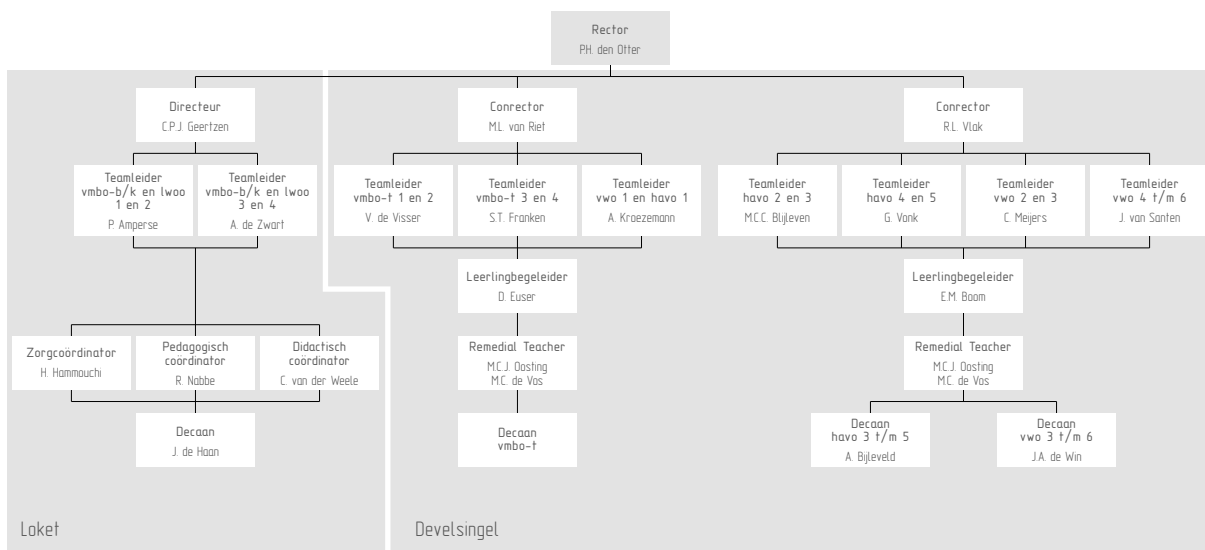 Rector
P.H. den Otter
Directeur
C.P.J. Geertzen
Conrector
M.L. van Riet
Conrector
R.L. Vlak
Teamleider
vmbo-b/k en lwoo
1 en 2
P. Amperse
Teamleider
vmbo-b/k en lwoo
3 en 4
A. de Zwart
Teamleider
vmbo-t 1 en 2
V. de Visser
Teamleider
vmbo-t 3 en 4
S.T. Franken
Teamleider
vwo 1 en havo 1
A. Kroezemann
Teamleider
havo 2 en 3
M.C.C. Blijleven
Teamleider
havo 4 en 5
G. Vonk
Teamleider
vwo 2 en 3
C. Meijers
Teamleider
vwo 4 t/m 6
J. van Santen
Leerlingbegeleider
D. Euser
Leerlingbegeleider
E.M. Boom
Zorgcoördinator
H. Hammouchi
Pedagogisch
coördinator
R. Nabbe
Didactisch
coördinator
C. van der Weele
Remedial Teacher
M.C.J. Oosting
M.C. de Vos
Remedial Teacher
M.C.J. Oosting
M.C. de Vos
Decaan
J. de Haan
Decaan
vmbo-t
Decaan
havo 3 t/m 5
A. Bijleveld
Decaan
vwo 3 t/m 6
J.A. de Win
Loket
Develsingel